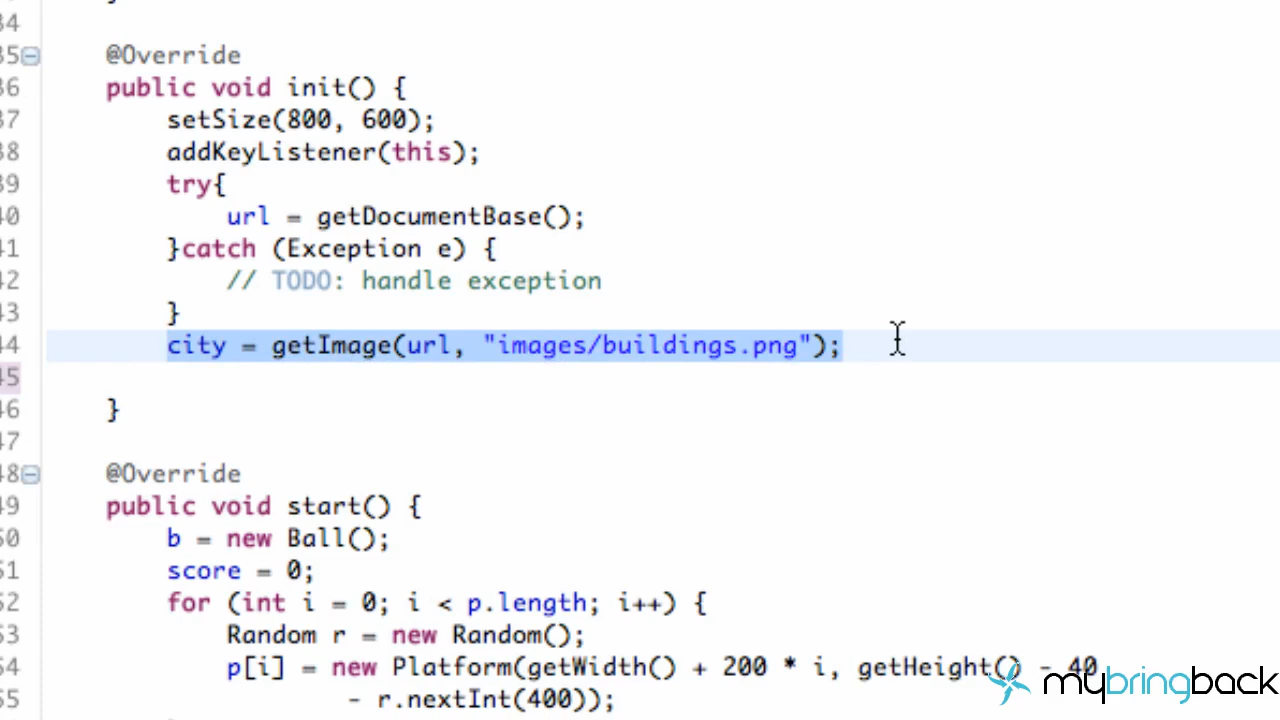 34
35 @Override
36 public void init() {
37 setSize(800, 600);
38 addKeyListener(this);
39 try{
40 url = getDocumentBase();
41 }catch (Exception e) {
42 // TODO: handle exception
43 }
44 city = getImage(url, "images/buildings.png");
45
46 }
47
48 @Override
49 public void start() {
50 b = new Ball();
51 score = 0;
52 for (int i = 0; i < p.length; i++) {
53 Random r = new Random();
54 p[i] = new Platform(getWidth() + 200 * i, getHeight() - 40
55 - r.nextInt(400));
mybringback